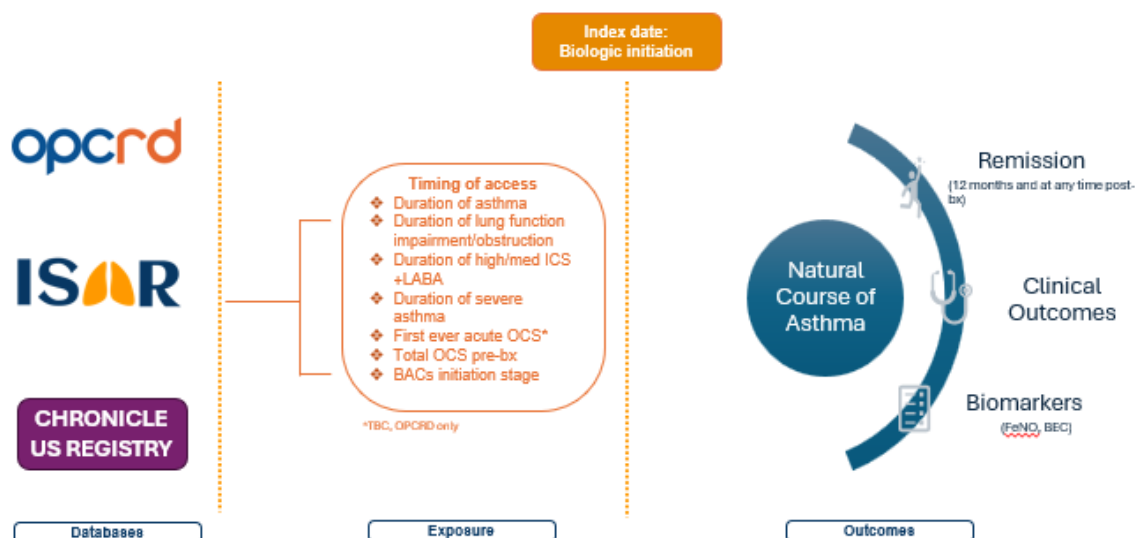 Index date:
Biologic initiation
opcrd
ISAR
CHRONICLE
US REGISTRY
Timing of access
❖ Duration of asthma
❖ Duration of lung function
impairment/obstruction
❖ Duration of high/med ICS
+LABA
❖ Duration of severe
asthma
❖ First ever acute OCS*
❖ Total OCS pre-bx
❖ BACs initiation stage
*TBC, OPCRD only
Natural
Course of
Asthma
Remission
(12 months and at any time post-
bx)
Clinical
Outcomes
Biomarkers
(FeNO, BEC)
Databases
Exposure
Outcomes